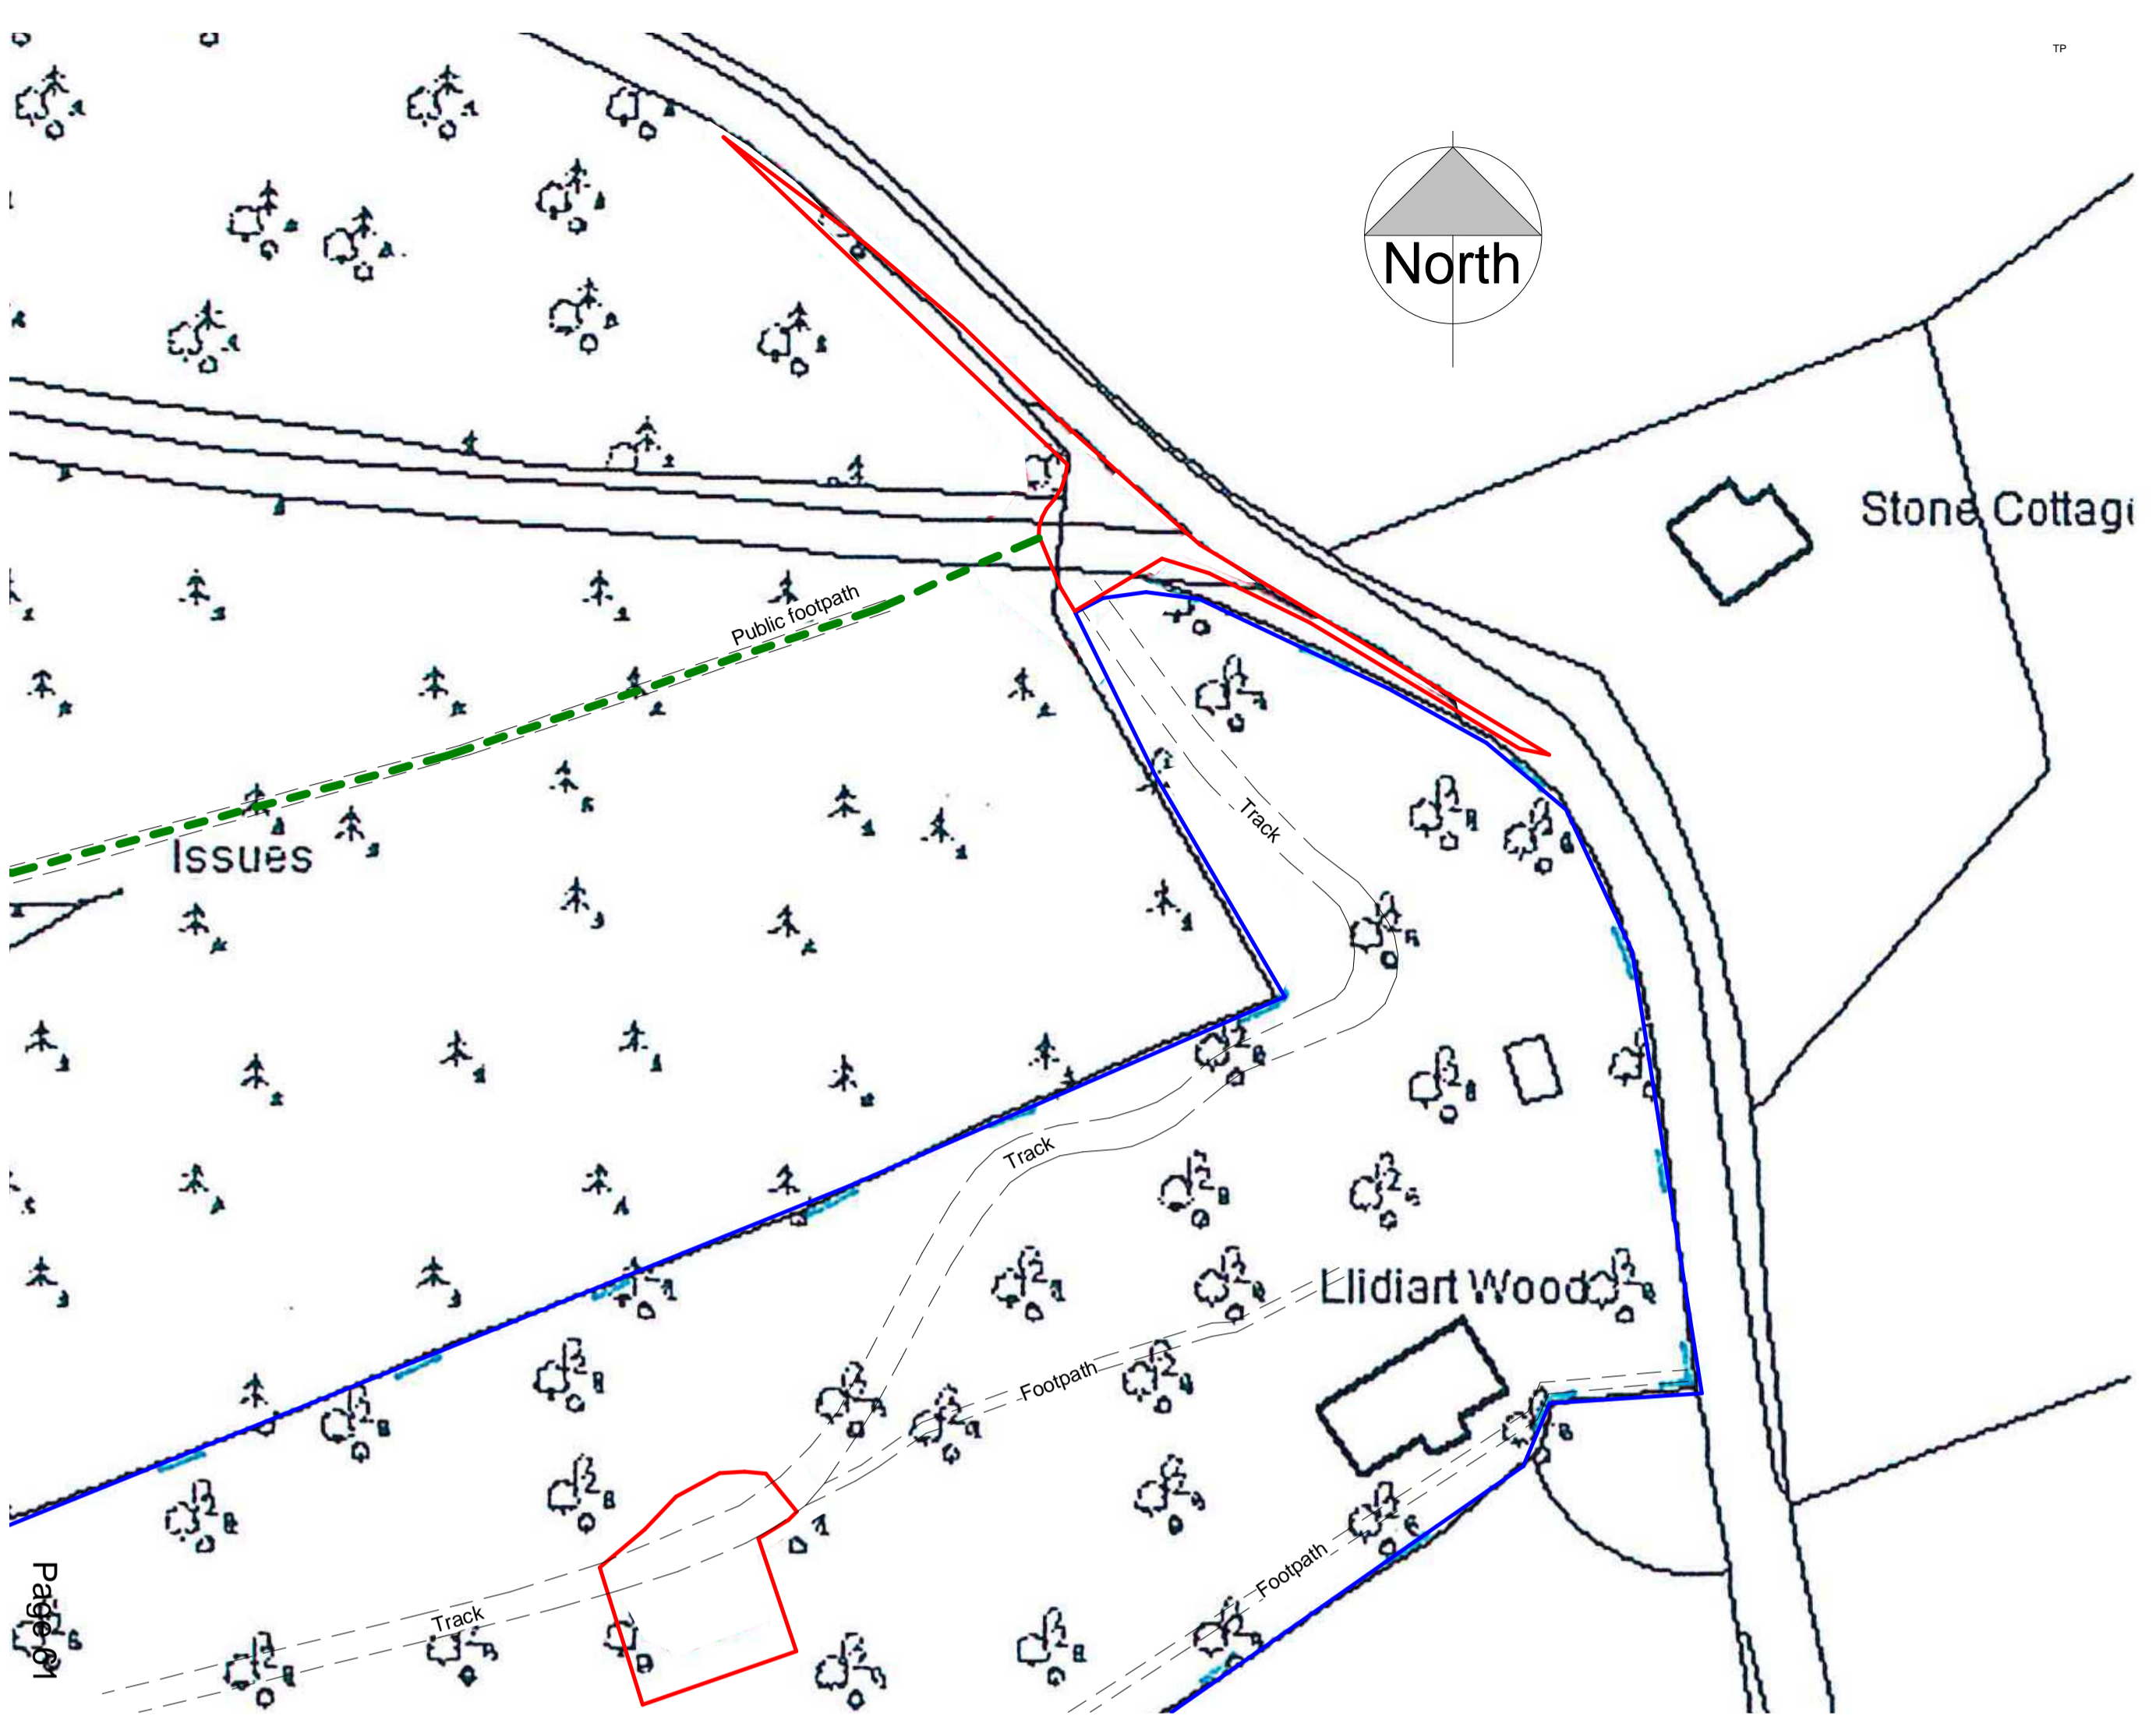 TP
North
Stone Cottag
Public footpath
Track
Issues
Track
Llidiart Wood
Footpath
Footpath
Track
Page 61